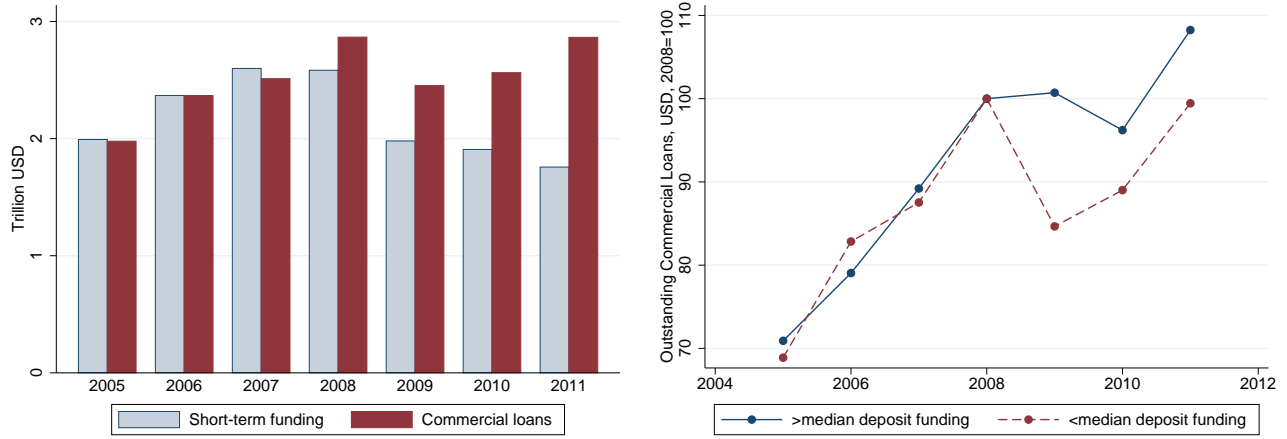 Trillion USD
3
2
1
0
2005 2006 2007 2008 2009 2010 2011
Short-term funding Commercial loans
Outstanding Commercial Loans, USD, 2008=100
110
100
90
80
70
2004 2006 2008 2010 2012
>median deposit funding <median deposit funding